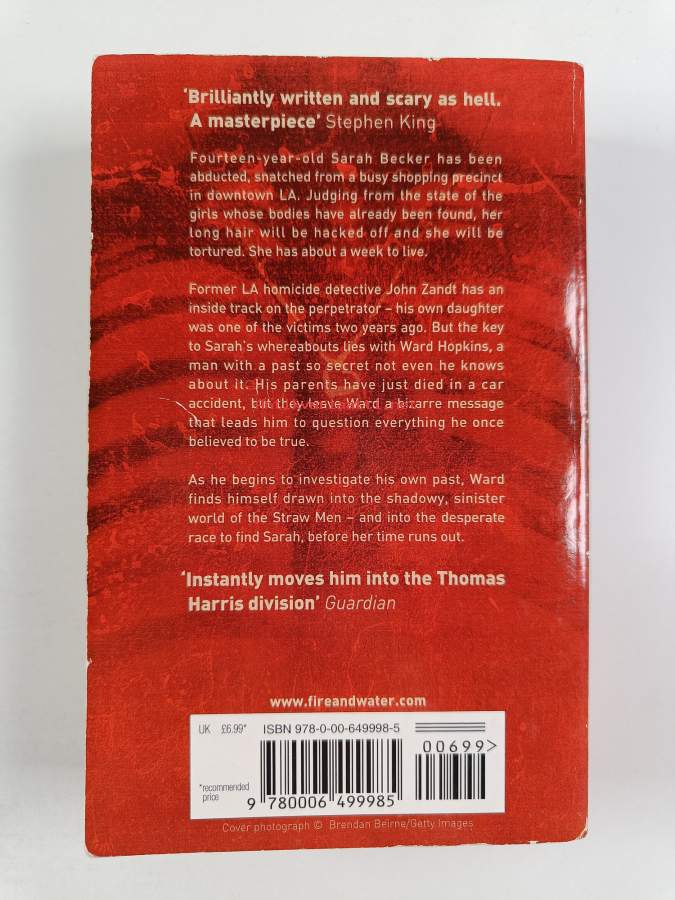 ‘Brilliantly written and scary as hell.
A masterpiece’ Stephen King
Fourteen-year-old Sarah Becker has been
abducted, snatched from a busy shopping precinct
in downtown LA. Judging from the state of the
girls whose bodies have already been found, her
long hair will be hacked off and she will be
tortured. She has about a week to live.
Former LA homicide detective John Zandt has an
inside track on the perpetrator – his own daughter
was one of the victims two years ago. But the key
to Sarah's whereabouts lies with Ward Hopkins, a
man with a past so secret not even he knows
about it. His parents have just died in a car
accident, but they leave Ward a bizarre message
that leads him to question everything he once
believed to be true.
As he begins to investigate his own past, Ward
finds himself drawn into the shadowy, sinister
world of the Straw Men – and into the desperate
race to find Sarah, before her time runs out.
‘Instantly moves him into the Thomas
Harris division’ Guardian
www.fireandwater.com
UK £6.99*
ISBN 978-0-00-649998-5
00699>
*recommended
price
9 780006 499985
Cover photograph © Brendan Beirne/Getty Images